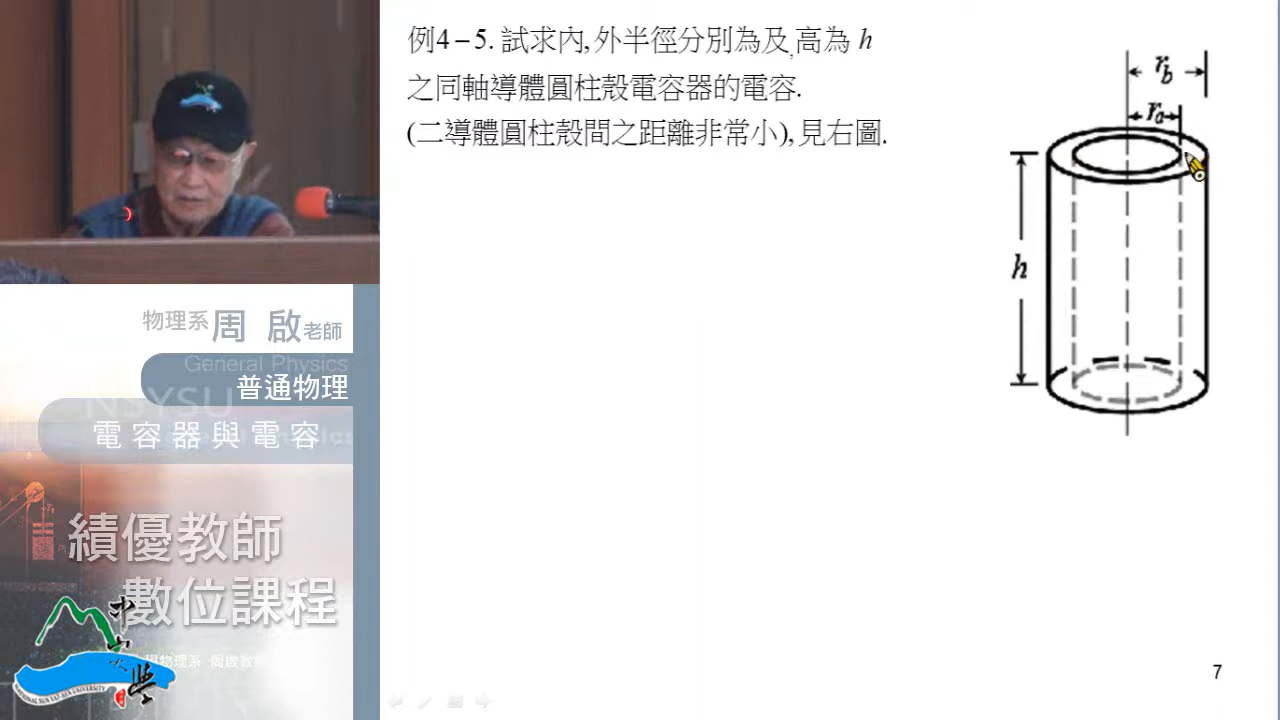 例4－5. 試求內, 外半徑分別為及,高為 h
之同軸導體圓柱殼電容器的電容.
(二導體圓柱殼間之距離非常小), 見右圖.
r_b
r_a
h
物理系 周 啟 老師
General Physics
普通物理
NSYSU
電容器與電容
績優教師
數位課程
7